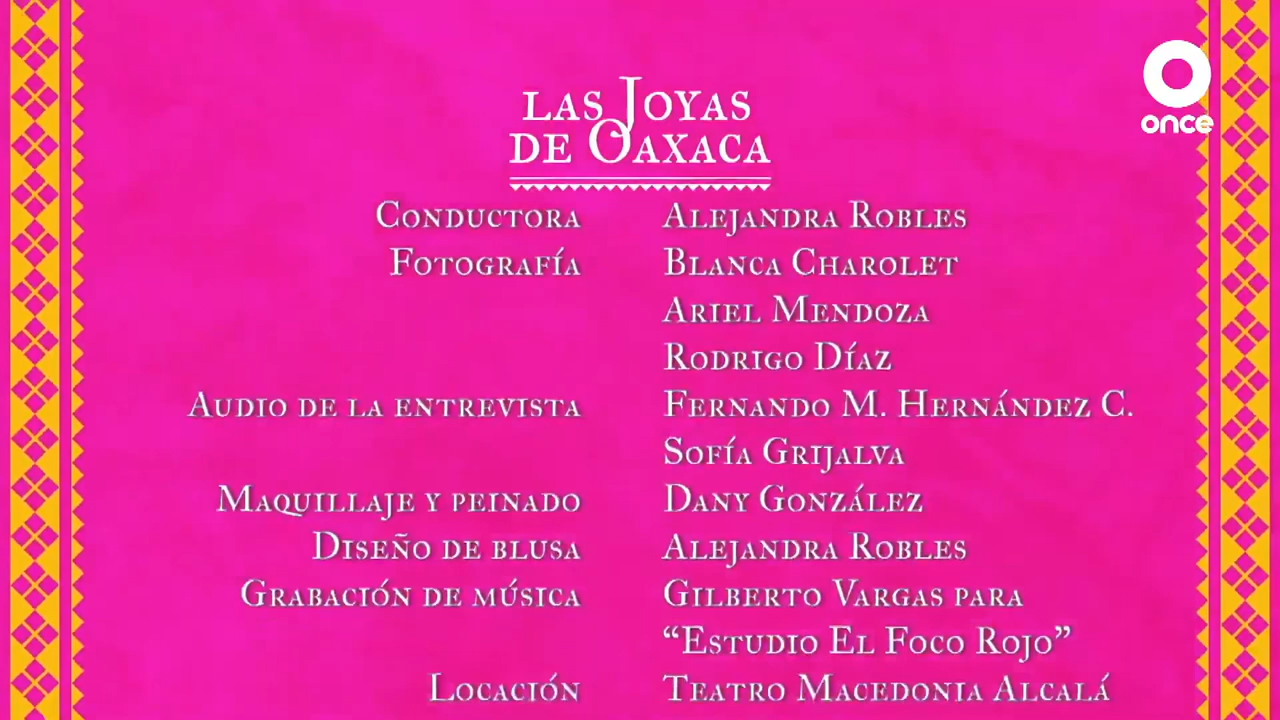 Las Joyas
de Oaxaca
once
Conductora Alejandra Robles
Fotografía Blanca Charolet
Ariel Mendoza
Rodrigo Díaz
Audio de la entrevista Fernando M. Hernández C.
Sofía Grijalva
Maquillaje y peinado Dany González
Diseño de blusa Alejandra Robles
Grabación de música Gilberto Vargas para
“Estudio El Foco Rojo”
Locación Teatro Macedonia Alcalá